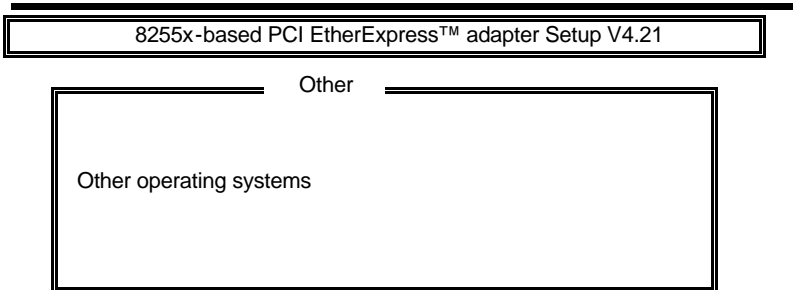 8255x-based PCI EtherExpress™ adapter Setup V4.21
Other
Other operating systems